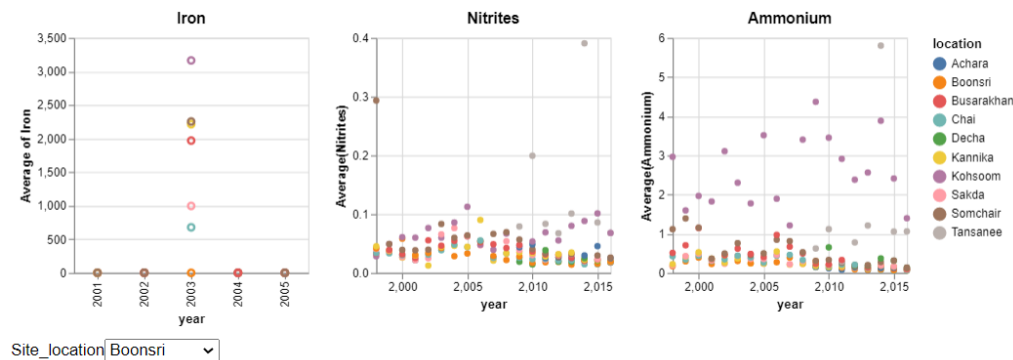 Iron
Average of Iron
3,500
3,000
2,500
2,000
1,500
1,000
500
0
2001
2002
2003
2004
2005
year
Nitrites
Average(Nitrites)
0.4
0.3
0.2
0.1
0.0
2,000
2,005
2,010
2,015
year
Ammonium
Average(Ammonium)
6
5
4
3
2
1
0
2,000
2,005
2,010
2,015
year
location
Achara
Boonsri
Busarakhan
Chai
Decha
Kannika
Kohsoom
Sakda
Somchair
Tansanee
Site_location Boonsri